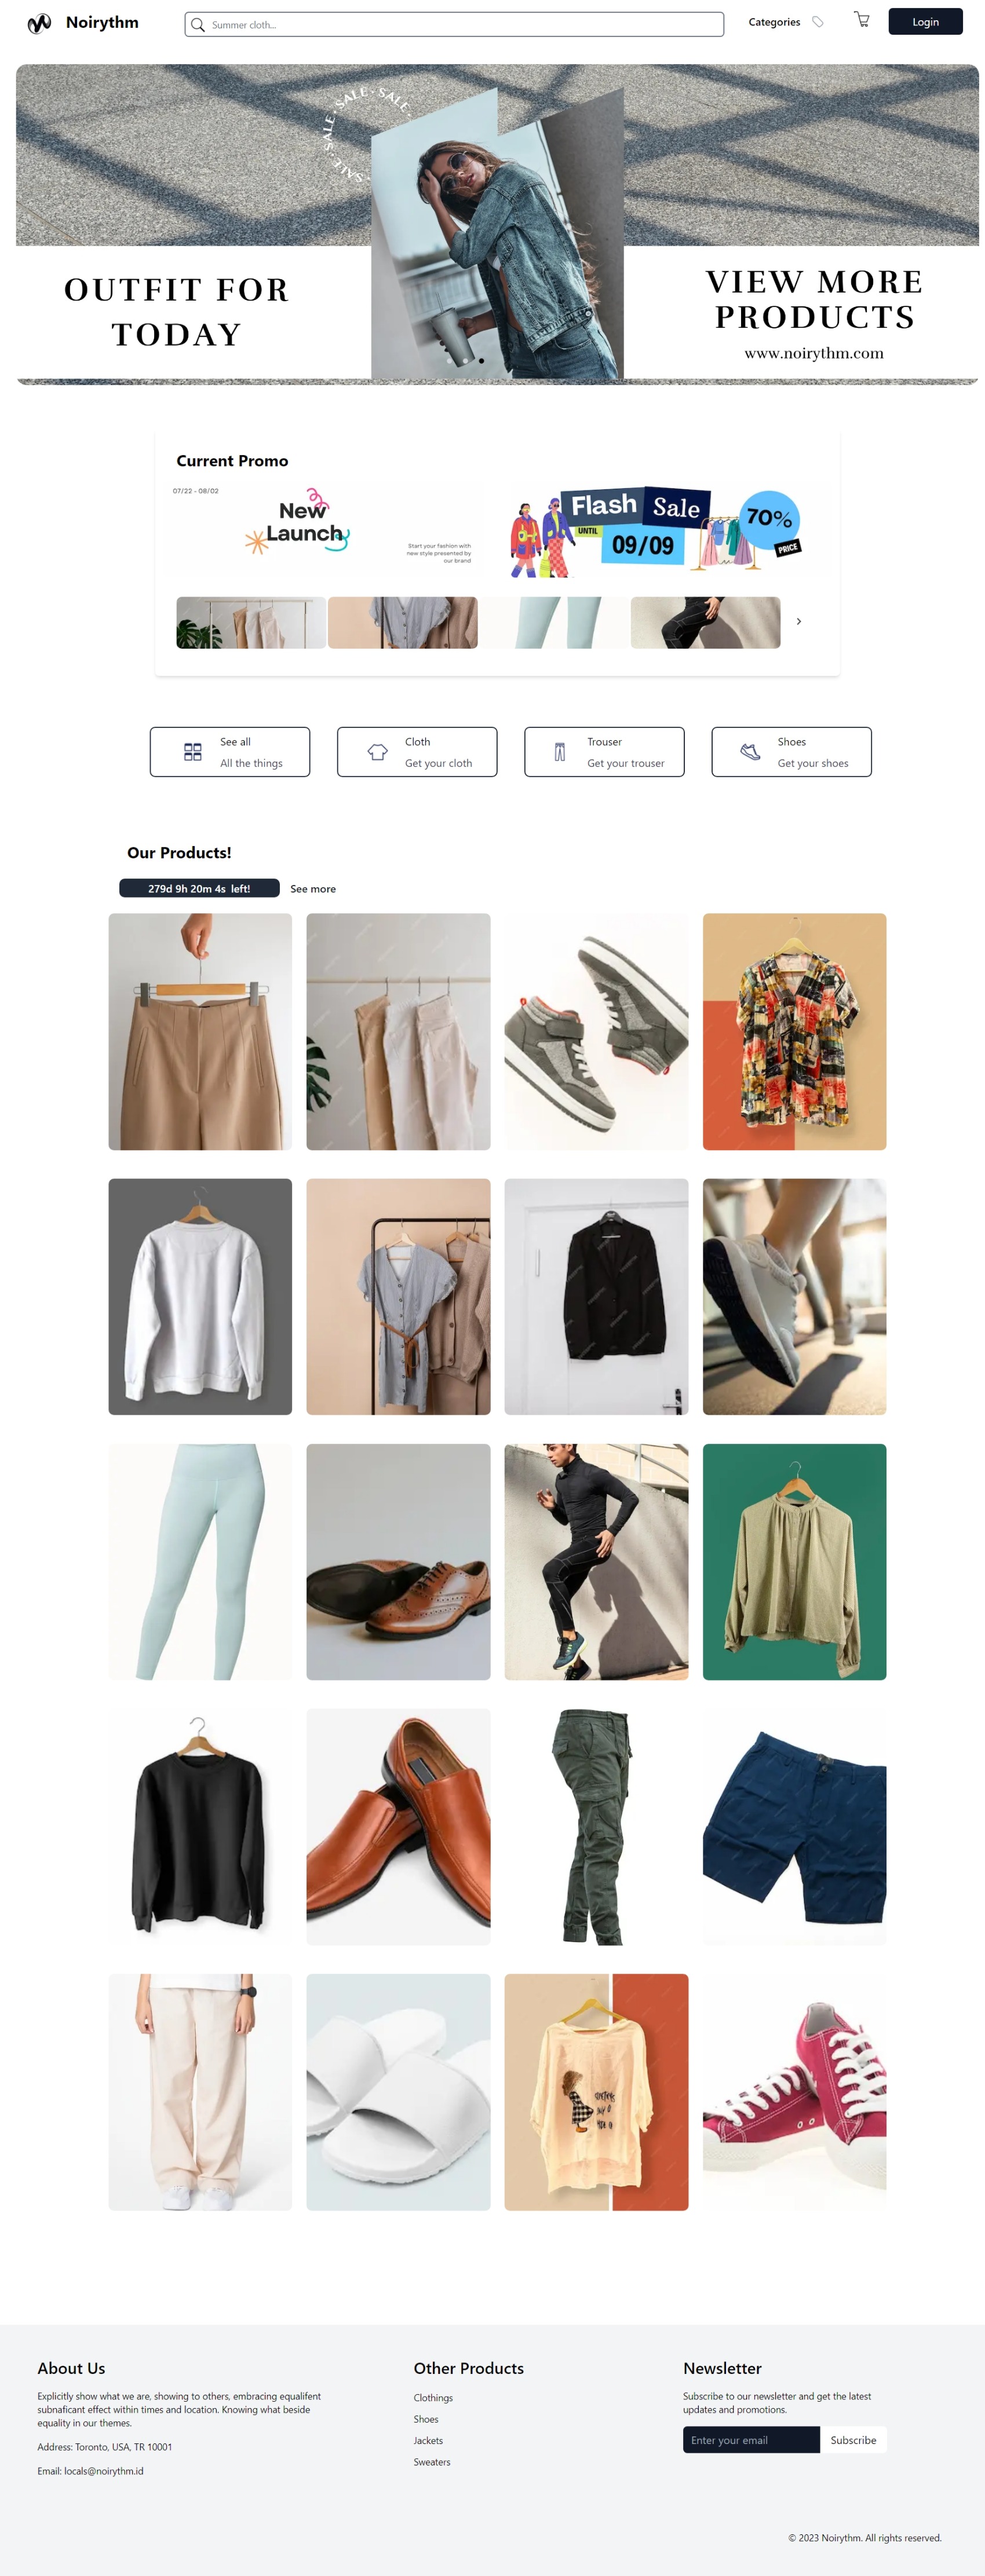 Noirythm
Summer cloth...
Categories
Login
SALE · SALE · SALE · SALE
OUTFIT FOR
TODAY
VIEW MORE
PRODUCTS
www.noirythm.com
Current Promo
07/22 - 08/02
New
Launch
Start your fashion with
new style presented by
our brand
Flash Sale
UNTIL
09/09
70%
PRICE
See all
All the things
Cloth
Get your cloth
Trouser
Get your trouser
Shoes
Get your shoes
Our Products!
279d 9h 20m 4s left!
See more
About Us
Explicitly show what we are, showing to others, embracing equalifent
subnaficant effect within times and location. Knowing what beside
equality in our themes.
Address: Toronto, USA, TR 10001
Email: locals@noirythm.id
Other Products
Clothings
Shoes
Jackets
Sweaters
Newsletter
Subscribe to our newsletter and get the latest
updates and promotions.
Enter your email
Subscribe
© 2023 Noirythm. All rights reserved.